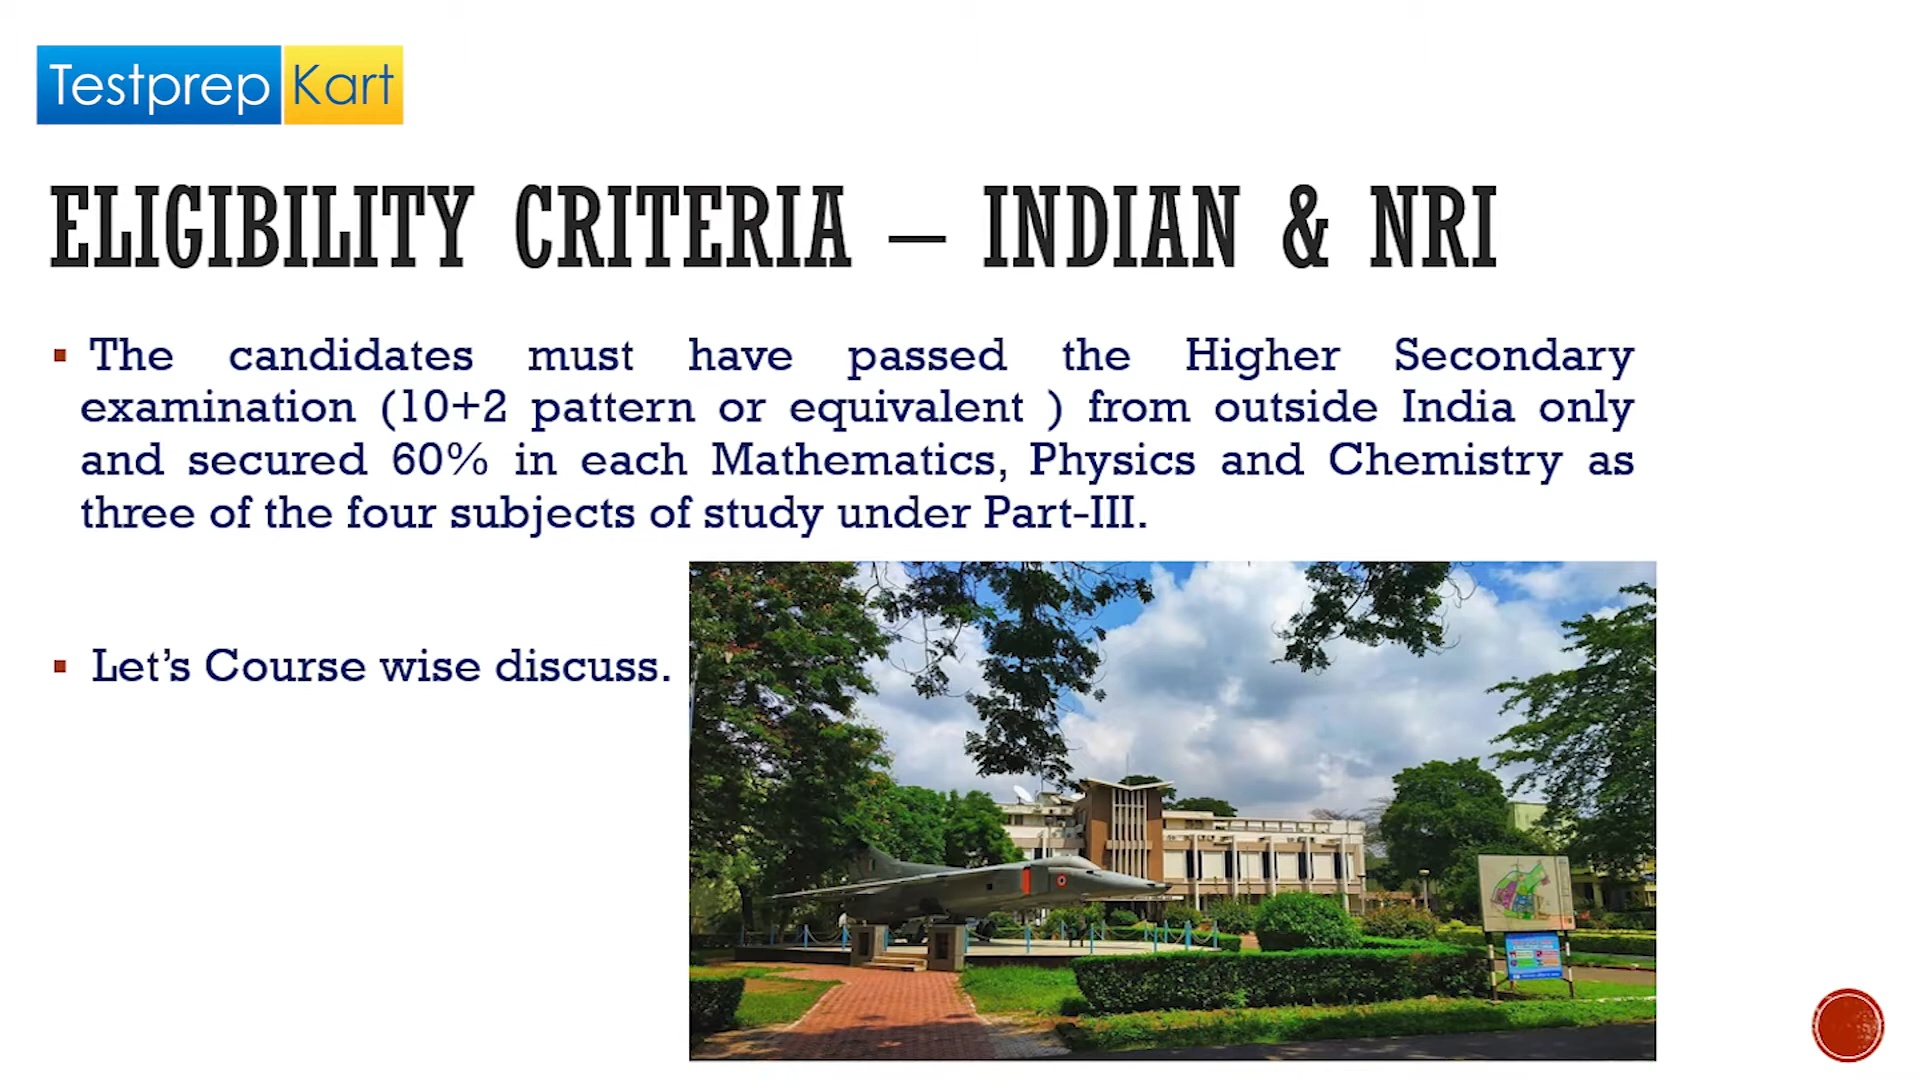 Testprep Kart
ELIGIBILITY CRITERIA – INDIAN & NRI
▪ The candidates must have passed the Higher Secondary
examination (10+2 pattern or equivalent ) from outside India only
and secured 60% in each Mathematics, Physics and Chemistry as
three of the four subjects of study under Part-III.
▪ Let’s Course wise discuss.